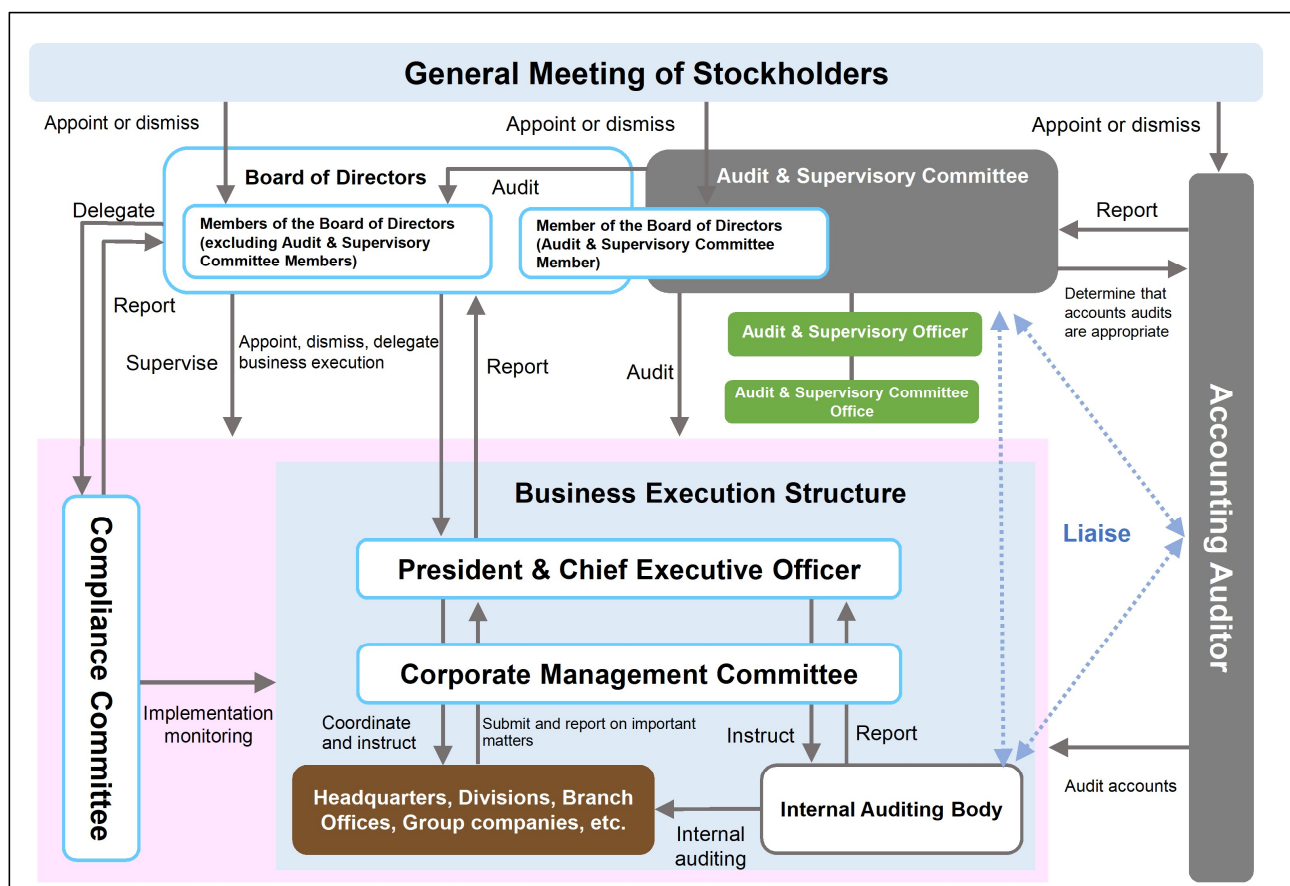 General Meeting of Stockholders
Appoint or dismiss
Appoint or dismiss
Appoint or dismiss
Board of Directors
Audit
Audit & Supervisory Committee
Delegate
Members of the Board of Directors
(excluding Audit & Supervisory
Committee Members)
Member of the Board of Directors
(Audit & Supervisory Committee
Member)
Report
Report
Supervise
Appoint, dismiss, delegate
business execution
Report
Audit
Audit & Supervisory Officer
Audit & Supervisory Committee
Office
Determine that
accounts audits
are appropriate
Accounting Auditor
Business Execution Structure
Liaise
Compliance Committee
President & Chief Executive Officer
Corporate Management Committee
Implementation
monitoring
Coordinate
and instruct
Submit and report on important
matters
Instruct
Report
Audit accounts
Headquarters, Divisions, Branch
Offices, Group companies, etc.
Internal
auditing
Internal Auditing Body